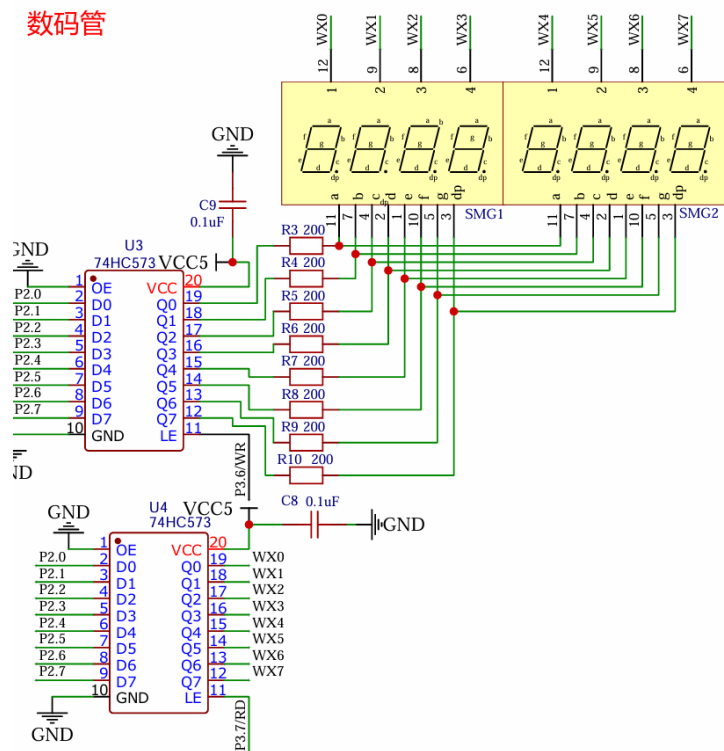 数码管
WX0 WX1 WX2 WX3 WX4 WX5 WX6 WX7
12 9 8 6 12 9 8 6
1 2 3 4 1 2 3 4
a b c d e f g dp
a b c d e f g dp
11 7 4 2 1 10 5 3
11 7 4 2 1 10 5 3
SMG1
SMG2
GND
C9
0.1uF
VCC5
U3
74HC573
GND
1 OE VCC 20
P2.0 2 D0 Q0 19
P2.1 3 D1 Q1 18
P2.2 4 D2 Q2 17
P2.3 5 D3 Q3 16
P2.4 6 D4 Q4 15
P2.5 7 D5 Q5 14
P2.6 8 D6 Q6 13
P2.7 9 D7 Q7 12
10 GND LE 11
R3 200
R4 200
R5 200
R6 200
R7 200
R8 200
R9 200
R10 200
P3.6/WR
U4
74HC573
VCC5
C8 0.1uF
GND
GND
1 OE VCC 20
P2.0 2 D0 Q0 19 WX0
P2.1 3 D1 Q1 18 WX1
P2.2 4 D2 Q2 17 WX2
P2.3 5 D3 Q3 16 WX3
P2.4 6 D4 Q4 15 WX4
P2.5 7 D5 Q5 14 WX5
P2.6 8 D6 Q6 13 WX6
P2.7 9 D7 Q7 12 WX7
10 GND LE 11
GND
P3.7/RD